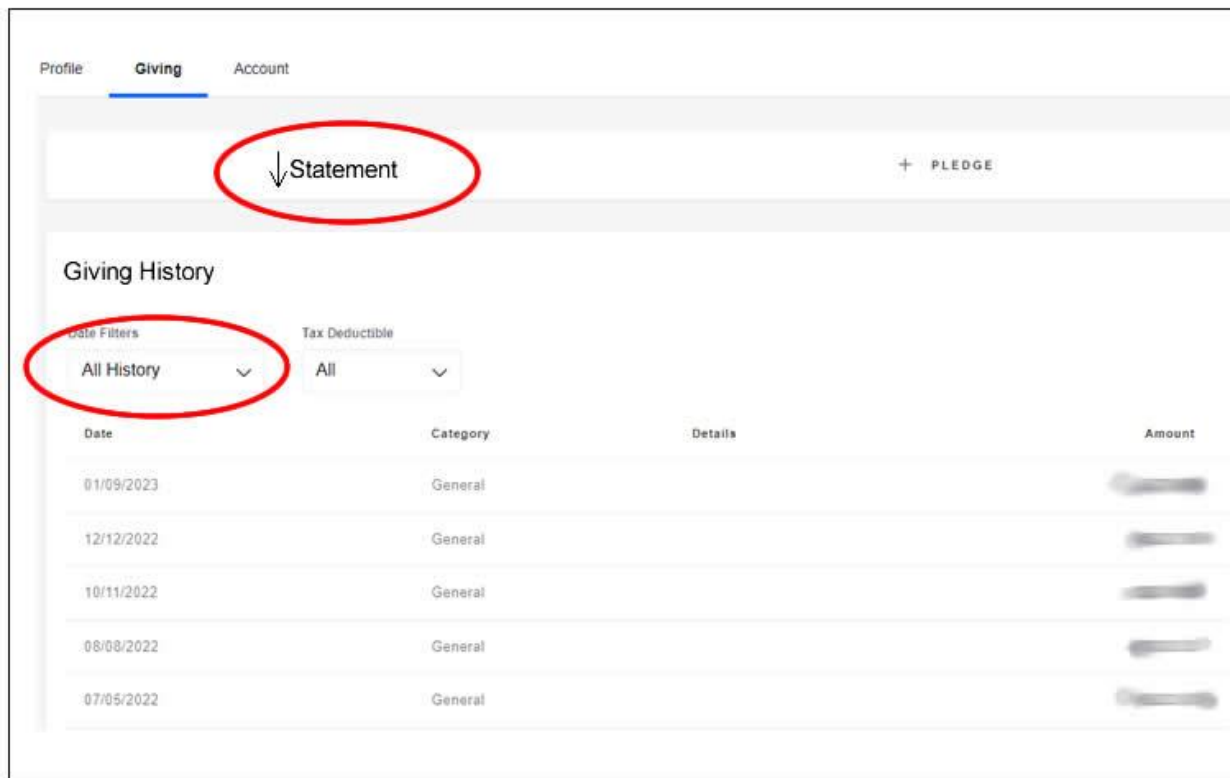 Profile Giving Account
↓Statement + PLEDGE
Giving History
Date Filters Tax Deductible
All History All
Date Category Details Amount
01/09/2023 General
12/12/2022 General
10/11/2022 General
08/08/2022 General
07/05/2022 General